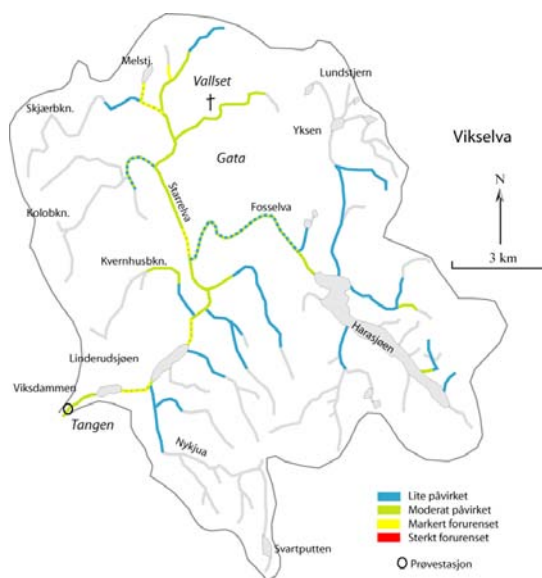 Melstj.
Vallset
Lundstjern
Skjærbkn.
Yksen
Vikselva
Gata
N
Starrelva
Kolobkn.
Fosselva
3 km
Kvernhusbkn.
Harasjøen
Linderudsjøen
Viksdammen
Tangen
Nykjua
Lite påvirket
Moderat påvirket
Markert forurenset
Sterkt forurenset
Svartputten
Prøvestasjon